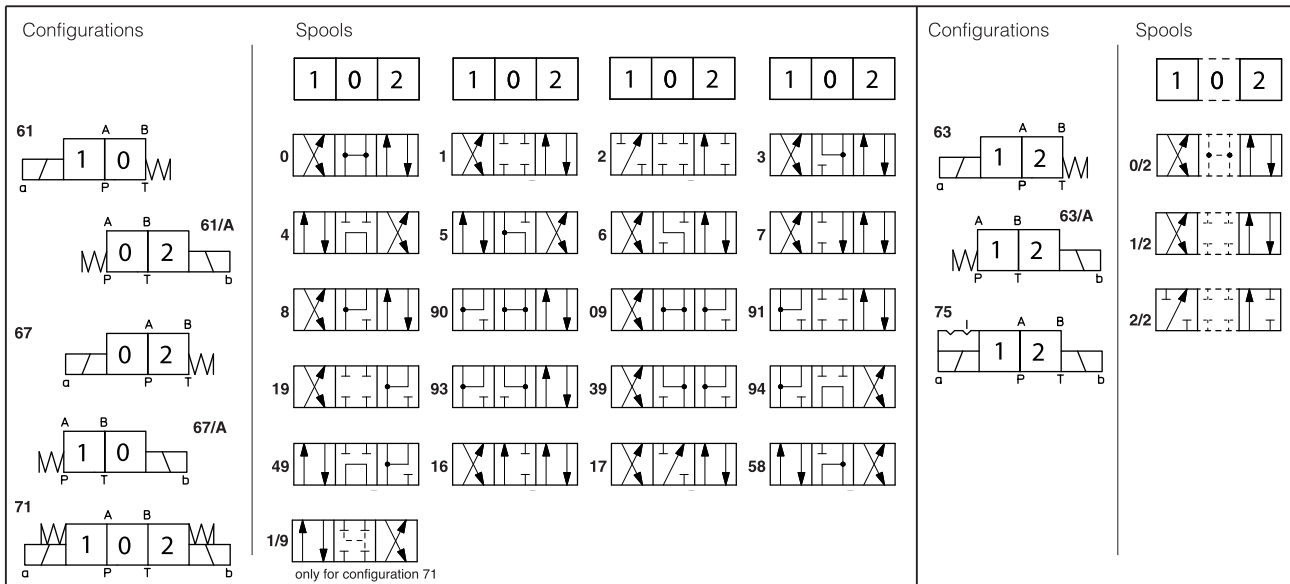 Configurations
Spools
Configurations
Spools
1 0 2
1 0 2
1 0 2
1 0 2
1 0 2
61
A B
1 0
a
P T
61/A
A B
0 2
P T
b
67
A B
0 2
a
P T
67/A
A B
1 0
P T
b
71
A B
1 0 2
a
P T
b
0
1
2
3
4
5
6
7
8
90
09
91
19
93
39
94
49
16
17
58
1/9
only for configuration 71
63
A B
1 2
a
P T
63/A
A B
1 2
P T
b
75
A B
1 2
a
P T
b
0/2
1/2
2/2